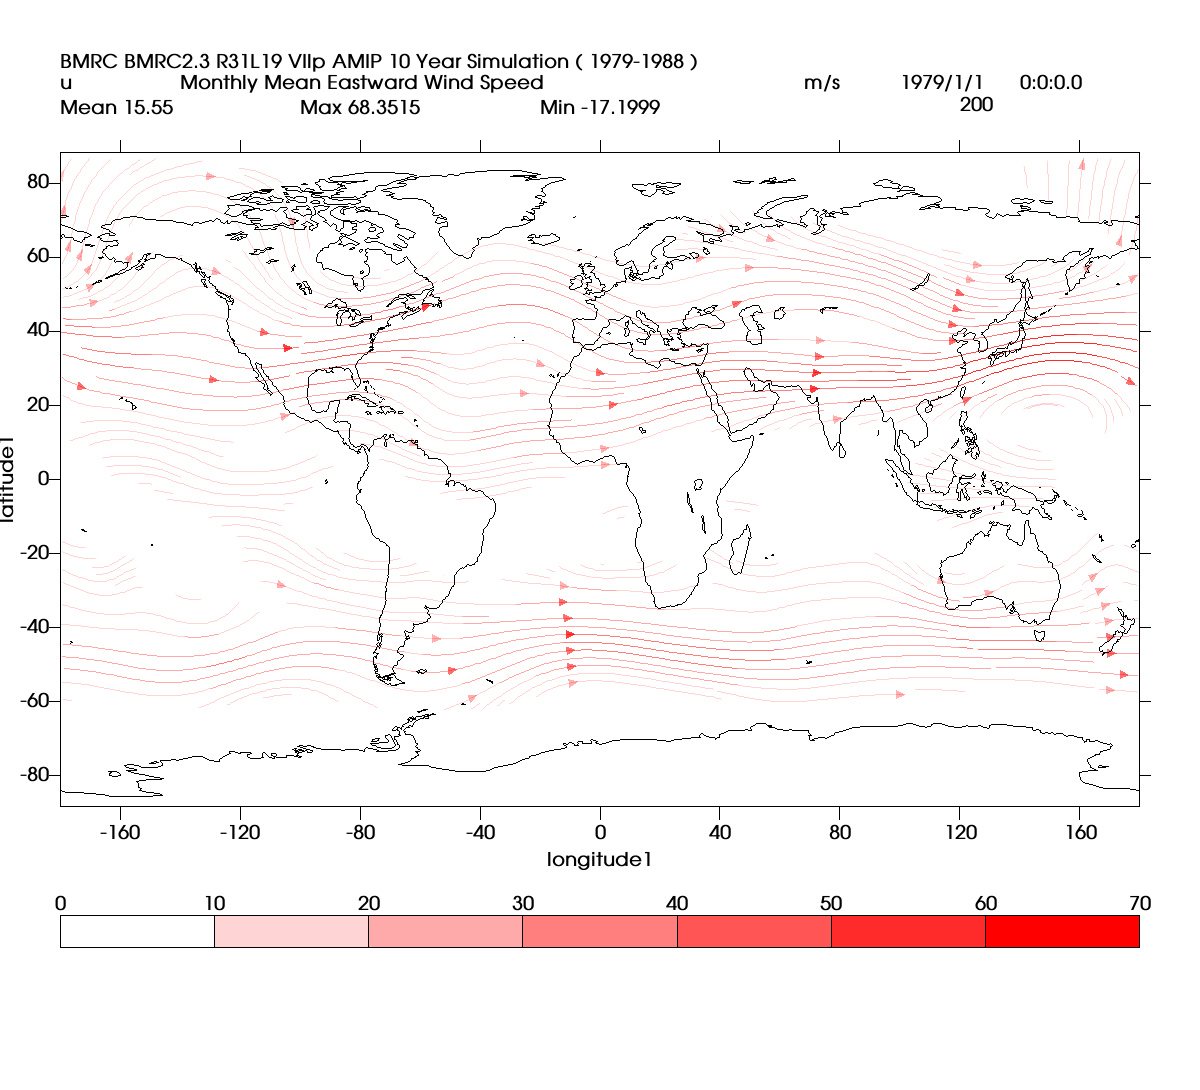 BMRC BMRC2.3 R31L19 VIIp AMIP 10 Year Simulation ( 1979-1988 )
u Monthly Mean Eastward Wind Speed m/s 1979/1/1 0:0:0.0
Mean 15.55 Max 68.3515 Min -17.1999 200
80
60
40
20
0
-20
-40
-60
-80
latitude1
-160 -120 -80 -40 0 40 80 120 160
longitude1
0 10 20 30 40 50 60 70